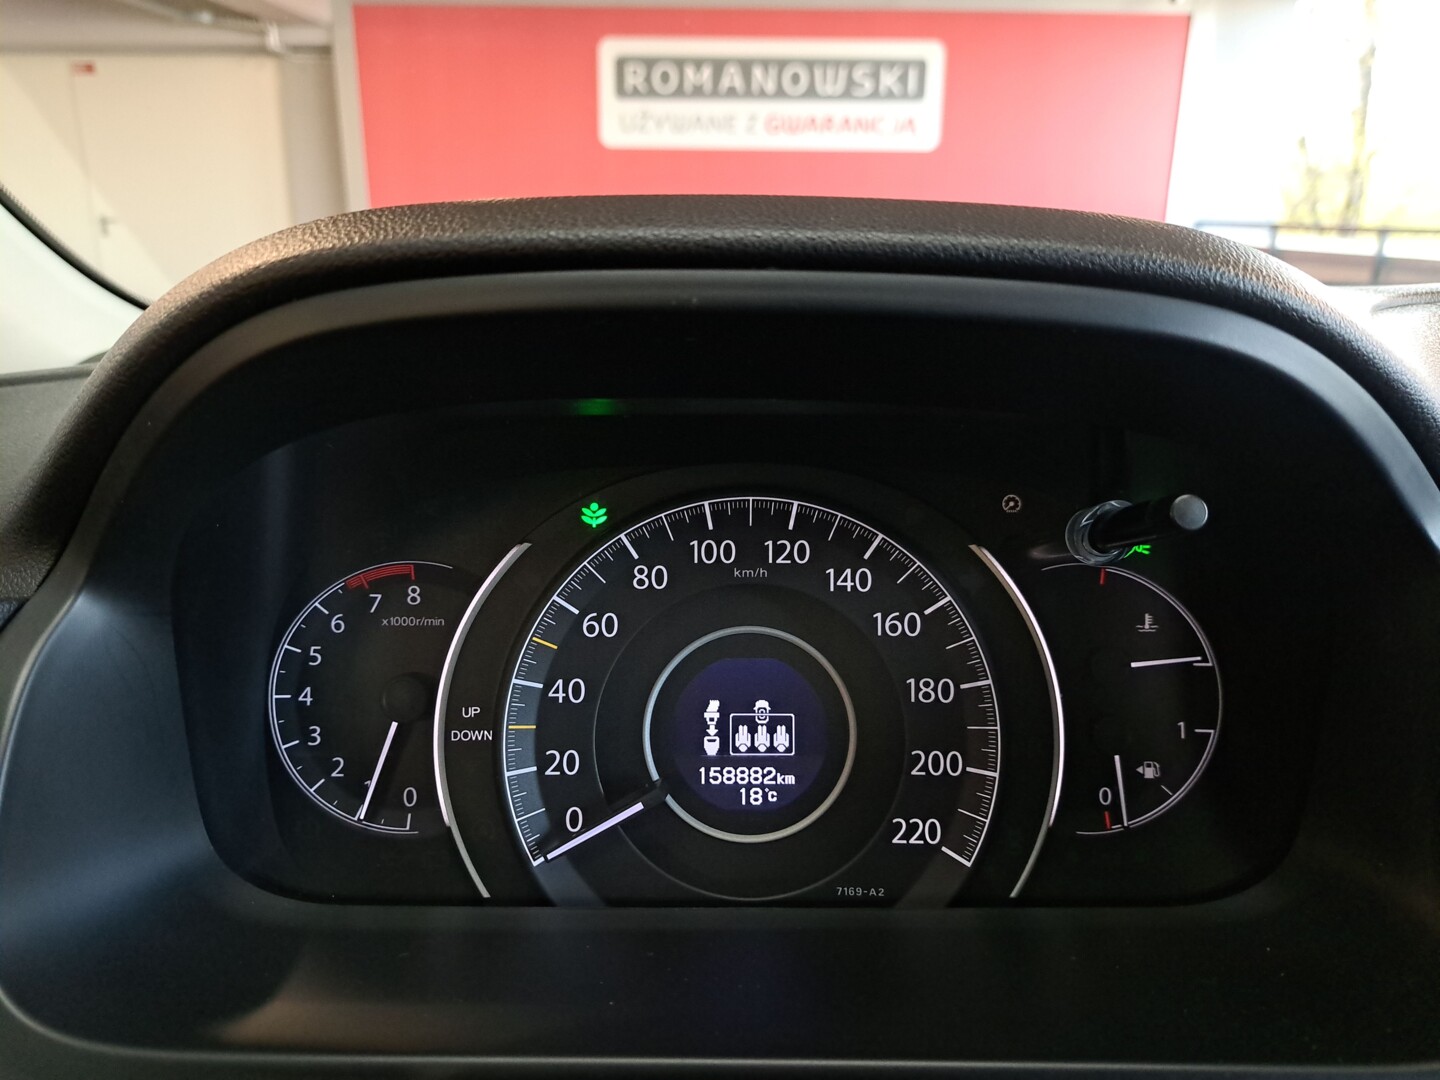 ROMANOWSKI
UŻYWANE Z GWARANCJĄ
0 1 2 3 4 5 6 7 8
x1000r/min
UP
DOWN
0 20 40 60 80 100 120 140 160 180 200 220
km/h
158882km
18°C
7169-A2
1
0